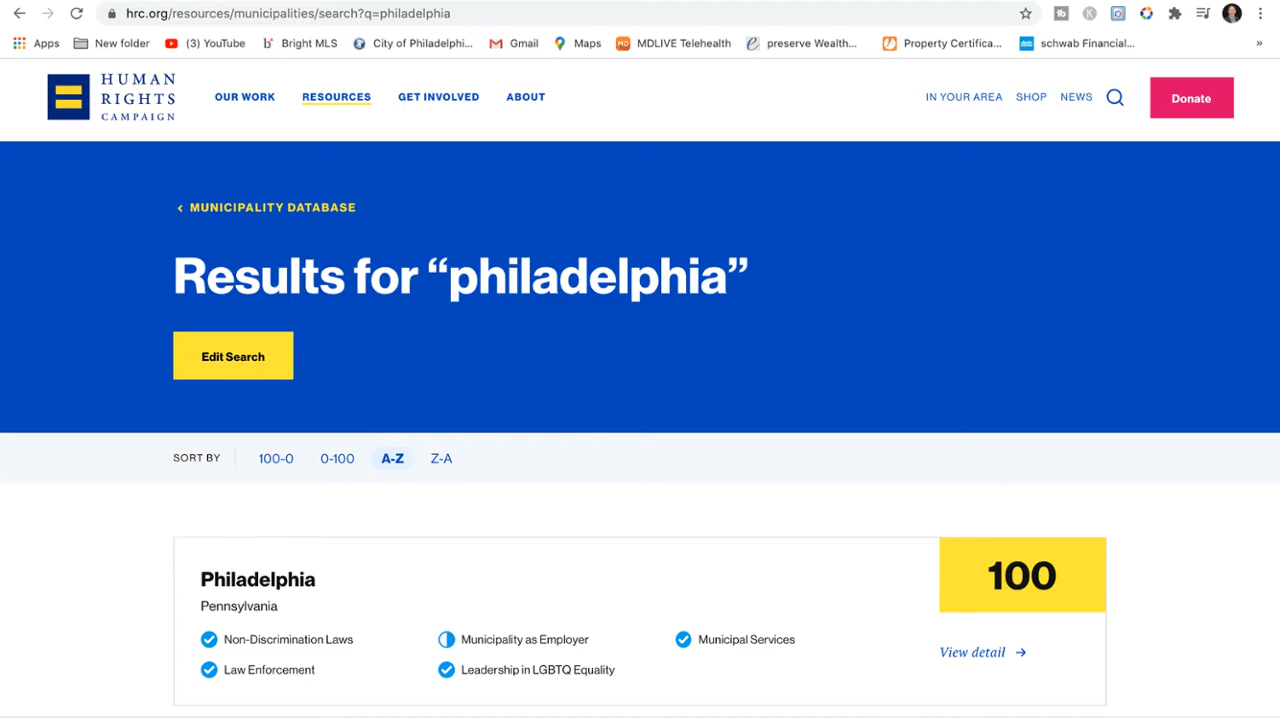 hrc.org/resources/municipalities/search?q=philadelphia
Apps New folder (3) YouTube Bright MLS City of Philadelphi... Gmail Maps MDLIVE Telehealth preserve Wealth... Property Certifica... schwab Financial... »
HUMAN
RIGHTS
CAMPAIGN
OUR WORK RESOURCES GET INVOLVED ABOUT
IN YOUR AREA SHOP NEWS
Donate
‹ MUNICIPALITY DATABASE
Results for “philadelphia”
Edit Search
SORT BY 100-0 0-100 A-Z Z-A
Philadelphia
100
Pennsylvania
Non-Discrimination Laws Municipality as Employer Municipal Services
View detail →
Law Enforcement Leadership in LGBTQ Equality